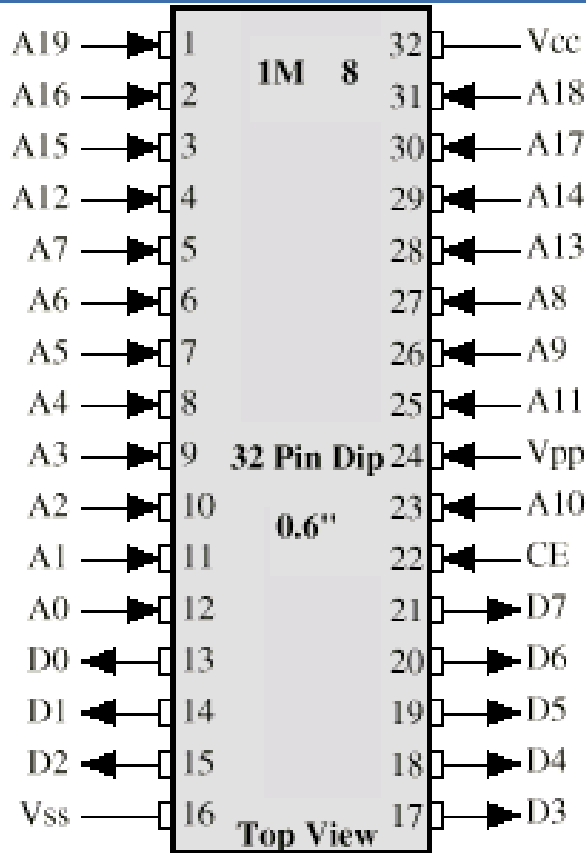 A19 1 32 Vcc
1M 8
A16 2 31 A18
A15 3 30 A17
A12 4 29 A14
A7 5 28 A13
A6 6 27 A8
A5 7 26 A9
A4 8 25 A11
A3 9 32 Pin Dip 24 Vpp
A2 10 23 A10
0.6"
A1 11 22 CE
A0 12 21 D7
D0 13 20 D6
D1 14 19 D5
D2 15 18 D4
Vss 16 17 D3
Top View